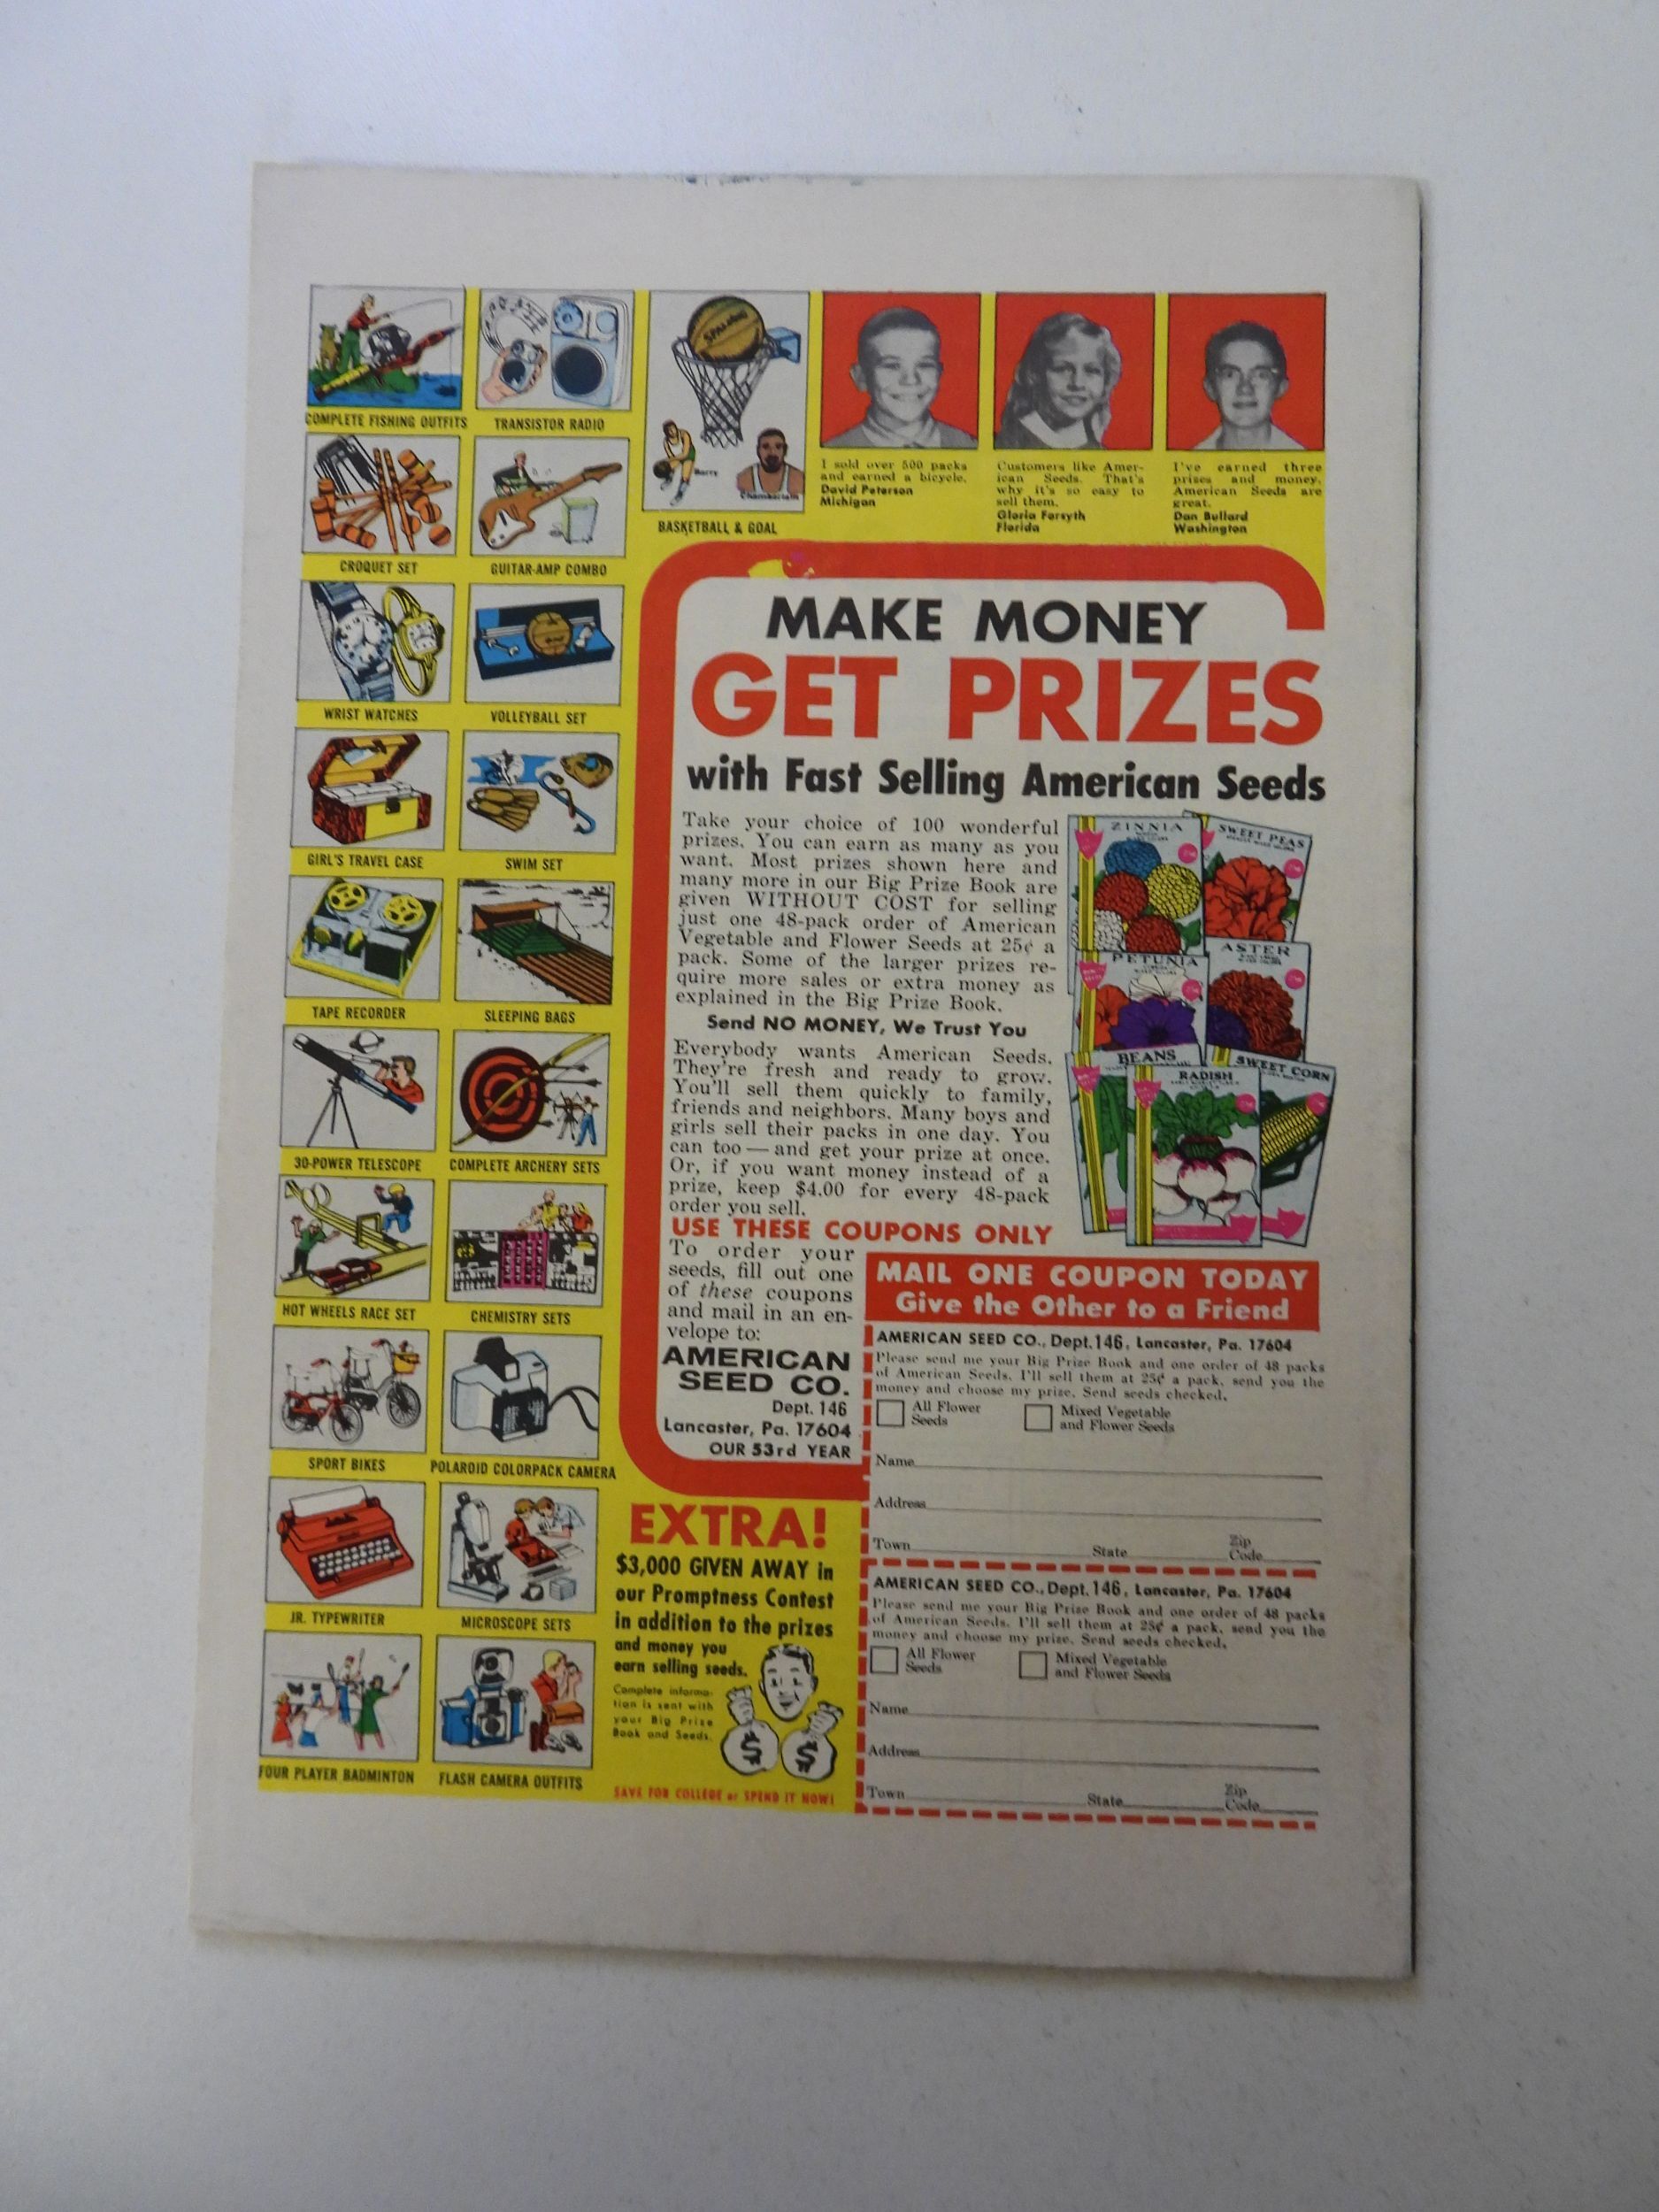 COMPLETE FISHING OUTFITS
TRANSISTOR RADIO
SPALDING
Barry
Chamberlain
BASKETBALL & GOAL
I sold over 500 packs
and earned a bicycle.
David Peterson
Michigan
Customers like Amer-
ican Seeds. That's
why it's so easy to
sell them.
Gloria Forsyth
Florida
I've earned three
prizes and money.
American Seeds are
great.
Dan Bullard
Washington
CROQUET SET
GUITAR-AMP COMBO
WRIST WATCHES
VOLLEYBALL SET
GIRL'S TRAVEL CASE
SWIM SET
TAPE RECORDER
SLEEPING BAGS
30-POWER TELESCOPE
COMPLETE ARCHERY SETS
HOT WHEELS RACE SET
CHEMISTRY SETS
SPORT BIKES
POLAROID COLORPACK CAMERA
JR. TYPEWRITER
MICROSCOPE SETS
FOUR PLAYER BADMINTON
FLASH CAMERA OUTFITS
MAKE MONEY
GET PRIZES
with Fast Selling American Seeds
Take your choice of 100 wonderful
prizes. You can earn as many as you
want. Most prizes shown here and
many more in our Big Prize Book are
given WITHOUT COST for selling
just one 48-pack order of American
Vegetable and Flower Seeds at 25¢ a
pack. Some of the larger prizes re-
quire more sales or extra money as
explained in the Big Prize Book.
Send NO MONEY, We Trust You
Everybody wants American Seeds.
They're fresh and ready to grow.
You'll sell them quickly to family,
friends and neighbors. Many boys and
girls sell their packs in one day. You
can too — and get your prize at once.
Or, if you want money instead of a
prize, keep $4.00 for every 48-pack
order you sell.
ZINNIA
SWEET PEAS
PETUNIA
ASTER
BEANS
SWEET CORN
RADISH
USE THESE COUPONS ONLY
To order your
seeds, fill out one
of these coupons
and mail in an en-
velope to:
AMERICAN
SEED CO.
Dept. 146
Lancaster, Pa. 17604
OUR 53rd YEAR
MAIL ONE COUPON TODAY
Give the Other to a Friend
AMERICAN SEED CO., Dept. 146, Lancaster, Pa. 17604
Please send me your Big Prize Book and one order of 48 packs
of American Seeds. I'll sell them at 25¢ a pack, send you the
money and choose my prize. Send seeds checked.
All Flower
Seeds
Mixed Vegetable
and Flower Seeds
Name
Address
Town State Zip Code
AMERICAN SEED CO., Dept. 146, Lancaster, Pa. 17604
Please send me your Big Prize Book and one order of 48 packs
of American Seeds. I'll sell them at 25¢ a pack, send you the
money and choose my prize. Send seeds checked.
All Flower
Seeds
Mixed Vegetable
and Flower Seeds
Name
Address
Town State Zip Code
EXTRA!
$3,000 GIVEN AWAY in
our Promptness Contest
in addition to the prizes
and money you
earn selling seeds.
Complete informa-
tion is sent with
your Big Prize
Book and Seeds.
$ $
SAVE FOR COLLEGE or SPEND IT NOW!